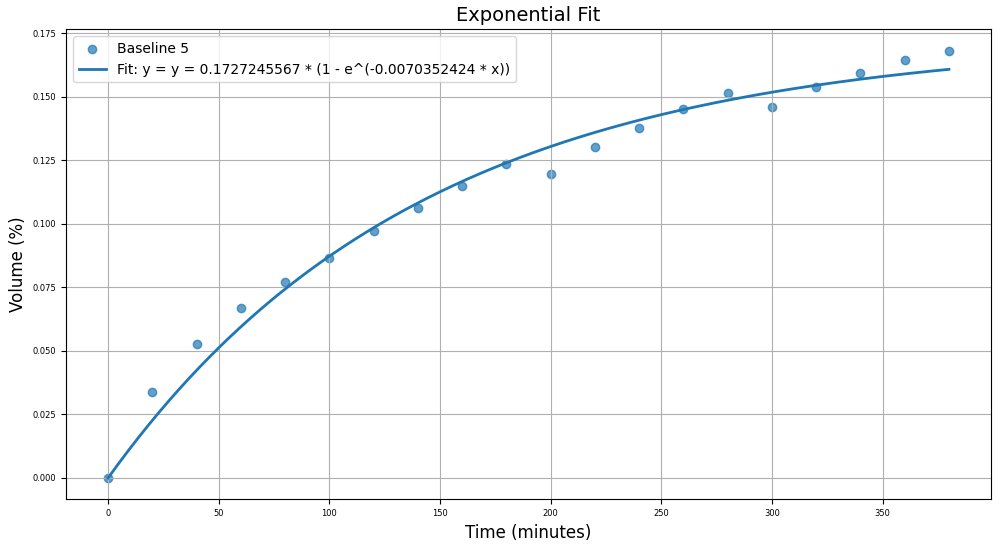 Exponential Fit
Baseline 5
Fit: y = y = 0.1727245567 * (1 - e^(-0.0070352424 * x))
Volume (%)
0.175
0.150
0.125
0.100
0.075
0.050
0.025
0.000
0 50 100 150 200 250 300 350
Time (minutes)